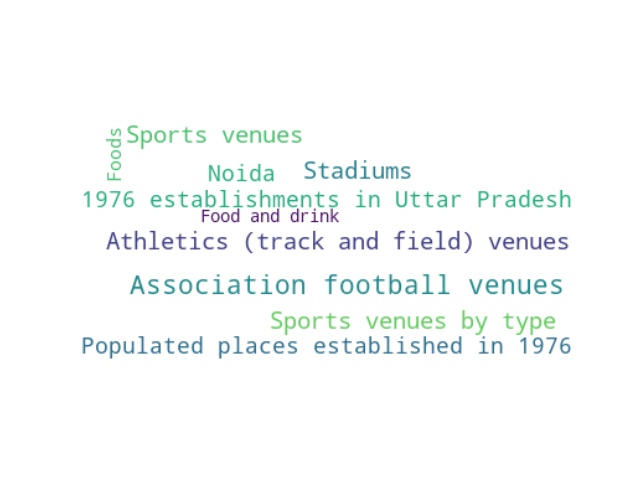 Foods
Sports venues
Noida
Stadiums
1976 establishments in Uttar Pradesh
Food and drink
Athletics (track and field) venues
Association football venues
Sports venues by type
Populated places established in 1976